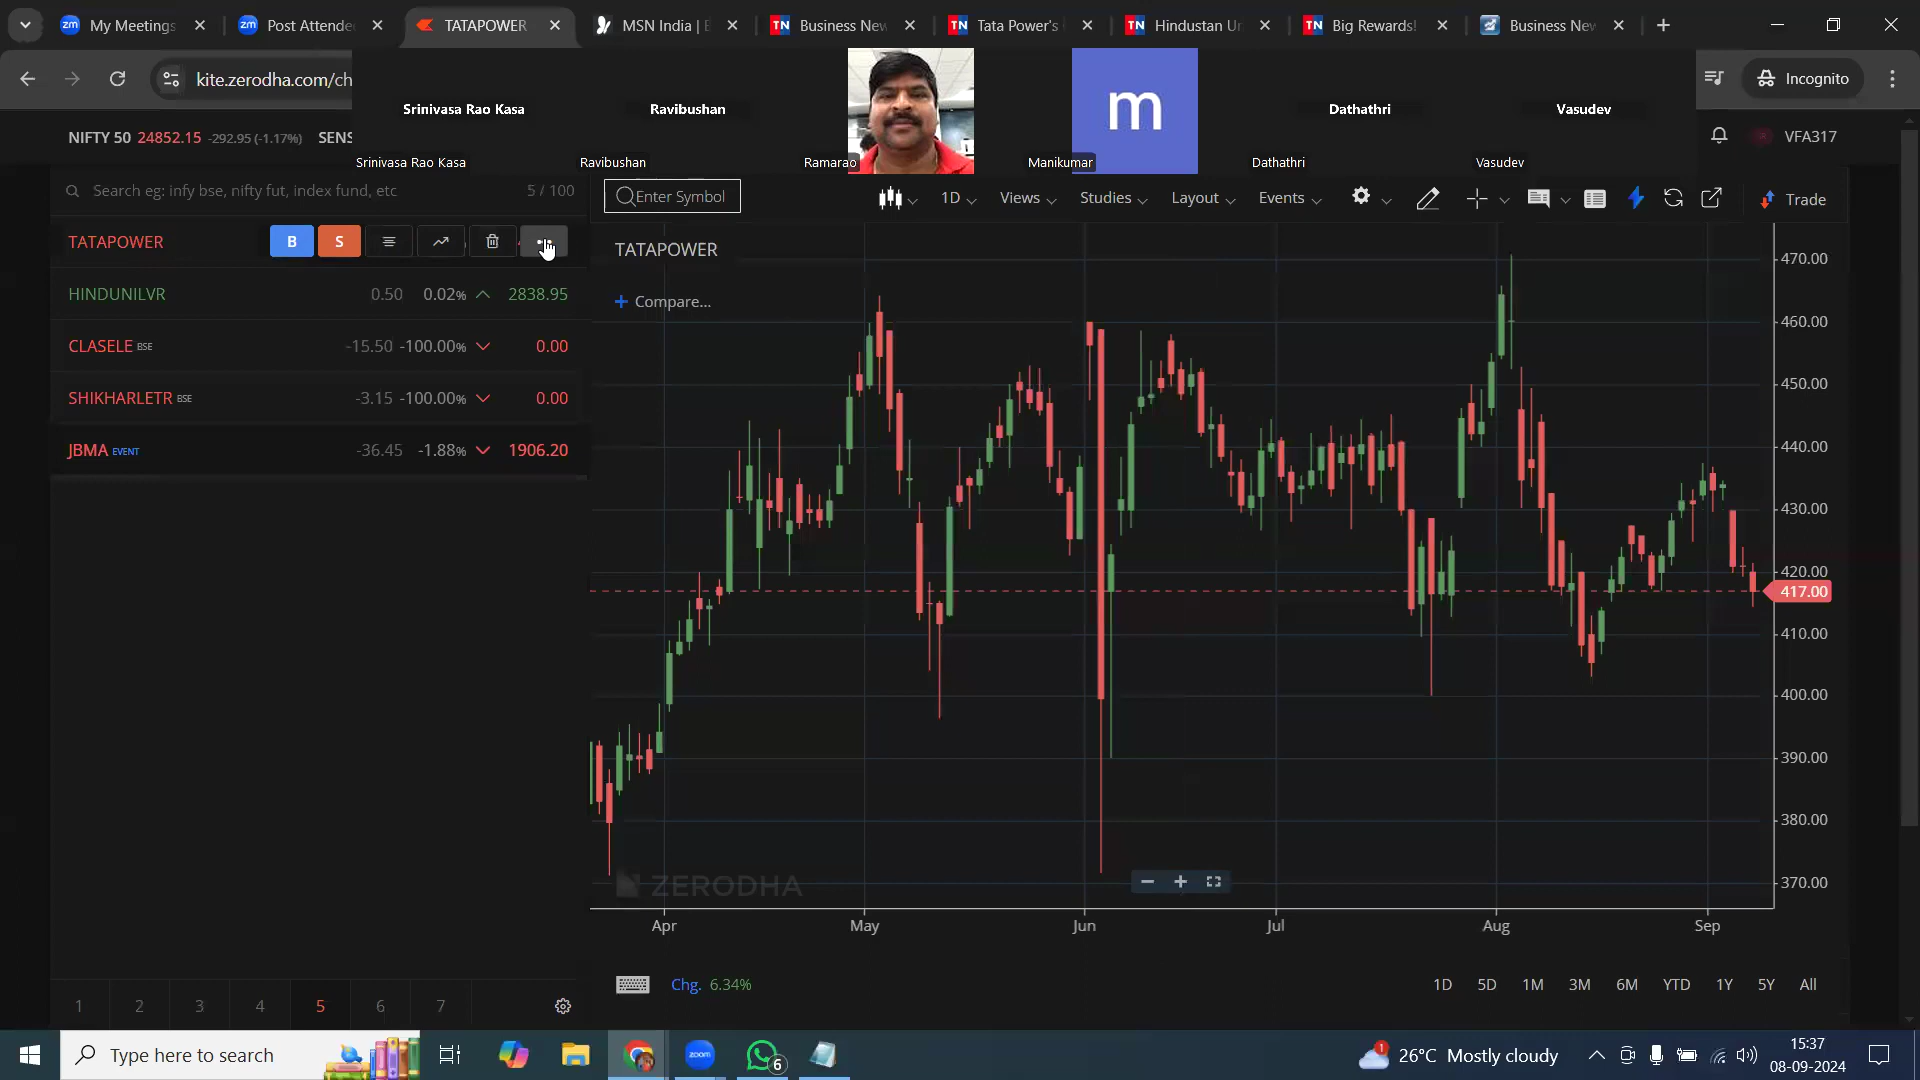 My Meetings
Post Attende
TATAPOWER
MSN India | E
Business New
Tata Power's
Hindustan Un
Big Rewards!
Business New
kite.zerodha.com/ch
Incognito
Srinivasa Rao Kasa
Ravibushan
m
Dathathri
Vasudev
Srinivasa Rao Kasa
Ravibushan
Ramarao
Manikumar
Dathathri
Vasudev
NIFTY 50 24852.15 -292.95 (-1.17%) SENS
VFA317
Search eg: infy bse, nifty fut, index fund, etc 5 / 100
Enter Symbol
1D
Views
Studies
Layout
Events
Trade
TATAPOWER
B
S
HINDUNILVR 0.50 0.02% 2838.95
CLASELE BSE -15.50 -100.00% 0.00
SHIKHARLETR BSE -3.15 -100.00% 0.00
JBMA EVENT -36.45 -1.88% 1906.20
TATAPOWER
+ Compare...
470.00
460.00
450.00
440.00
430.00
420.00
417.00
410.00
400.00
390.00
380.00
370.00
ZERODHA
Apr May Jun Jul Aug Sep
Chg. 6.34%
1D 5D 1M 3M 6M YTD 1Y 5Y All
1 2 3 4 5 6 7
Type here to search
zoom
6
1
26°C Mostly cloudy
15:37
08-09-2024